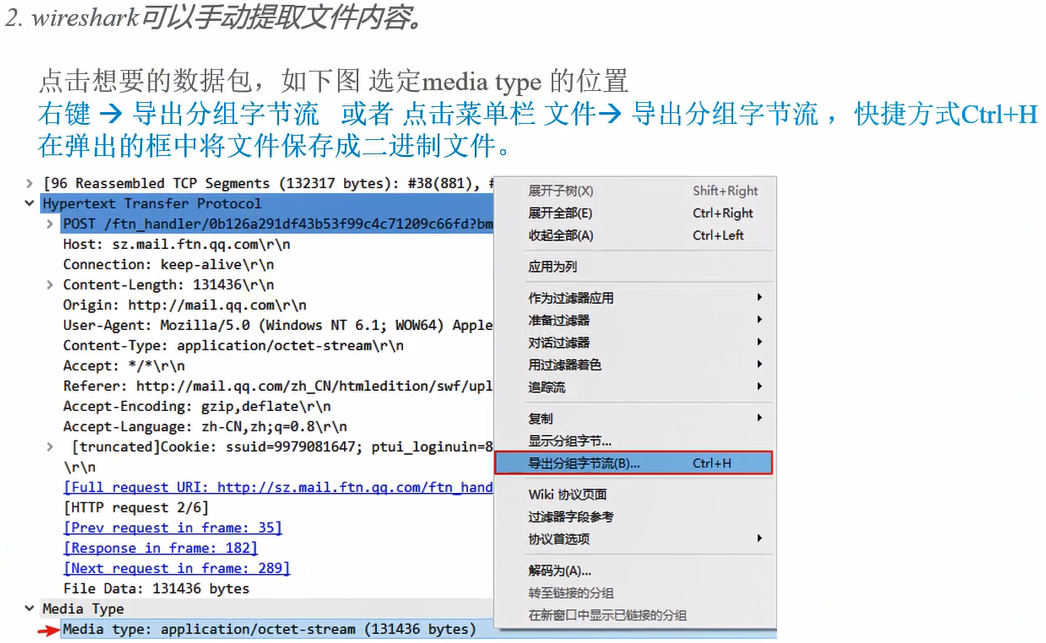 2. wireshark可以手动提取文件内容。
点击想要的数据包，如下图 选定media type 的位置
右键 → 导出分组字节流 或者 点击菜单栏 文件→ 导出分组字节流 ，快捷方式Ctrl+H
在弹出的框中将文件保存成二进制文件。
[96 Reassembled TCP Segments (132317 bytes): #38(881), #
Hypertext Transfer Protocol
POST /ftn_handler/0b126a291df43b53f99c4c71209c66fd?bm
Host: sz.mail.ftn.qq.com\r\n
Connection: keep-alive\r\n
Content-Length: 131436\r\n
Origin: http://mail.qq.com\r\n
User-Agent: Mozilla/5.0 (Windows NT 6.1; WOW64) Apple
Content-Type: application/octet-stream\r\n
Accept: */*\r\n
Referer: http://mail.qq.com/zh_CN/htmledition/swf/upl
Accept-Encoding: gzip,deflate\r\n
Accept-Language: zh-CN,zh;q=0.8\r\n
[truncated]Cookie: ssuid=9979081647; ptui_loginuin=8
\r\n
[Full request URI: http://sz.mail.ftn.qq.com/ftn_hand
[HTTP request 2/6]
[Prev request in frame: 35]
[Response in frame: 182]
[Next request in frame: 289]
File Data: 131436 bytes
Media Type
Media type: application/octet-stream (131436 bytes)
展开子树(X) Shift+Right
展开全部(E) Ctrl+Right
收起全部(A) Ctrl+Left
应用为列
作为过滤器应用
准备过滤器
对话过滤器
用过滤器着色
追踪流
复制
显示分组字节...
导出分组字节流(B)... Ctrl+H
Wiki 协议页面
过滤器字段参考
协议首选项
解码为(A)...
转至链接的分组
在新窗口中显示已链接的分组